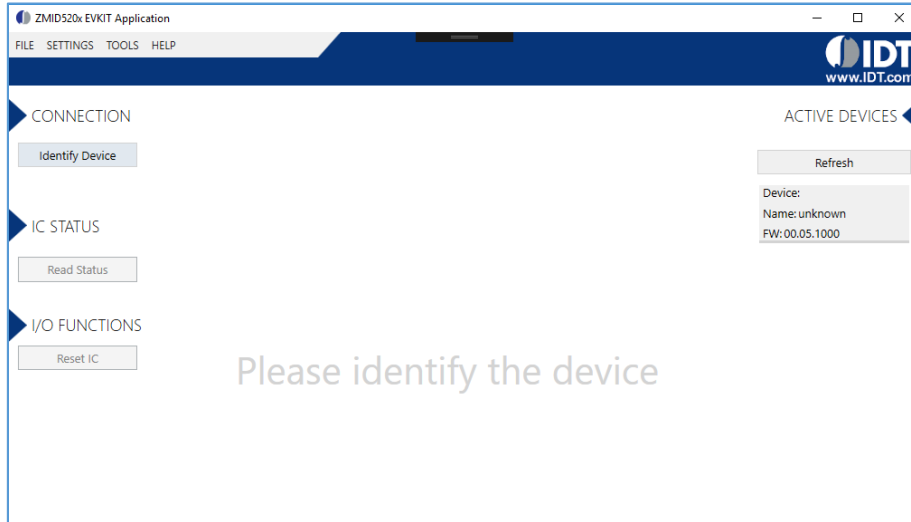 ZMID520x EVKIT Application
FILE SETTINGS TOOLS HELP
IDT
www.IDT.com
CONNECTION
ACTIVE DEVICES
Identify Device
Refresh
Device:
Name: unknown
FW: 00.05.1000
IC STATUS
Read Status
I/O FUNCTIONS
Reset IC
Please identify the device